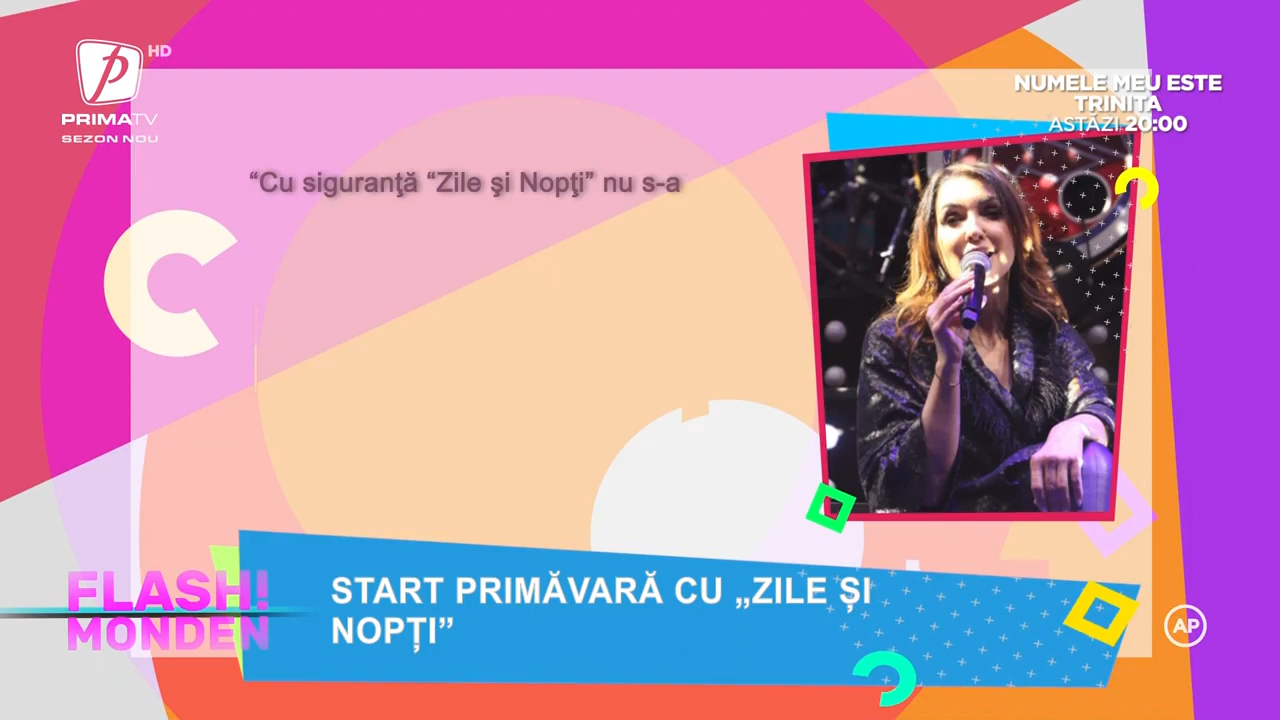 HD
PRIMATV
SEZON NOU
NUMELE MEU ESTE
TRINITA
ASTĂZI 20:00
“Cu siguranţă “Zile şi Nopţi” nu s-a
FLASH!
MONDEN
START PRIMĂVARĂ CU „ZILE ȘI
NOPȚI”
AP